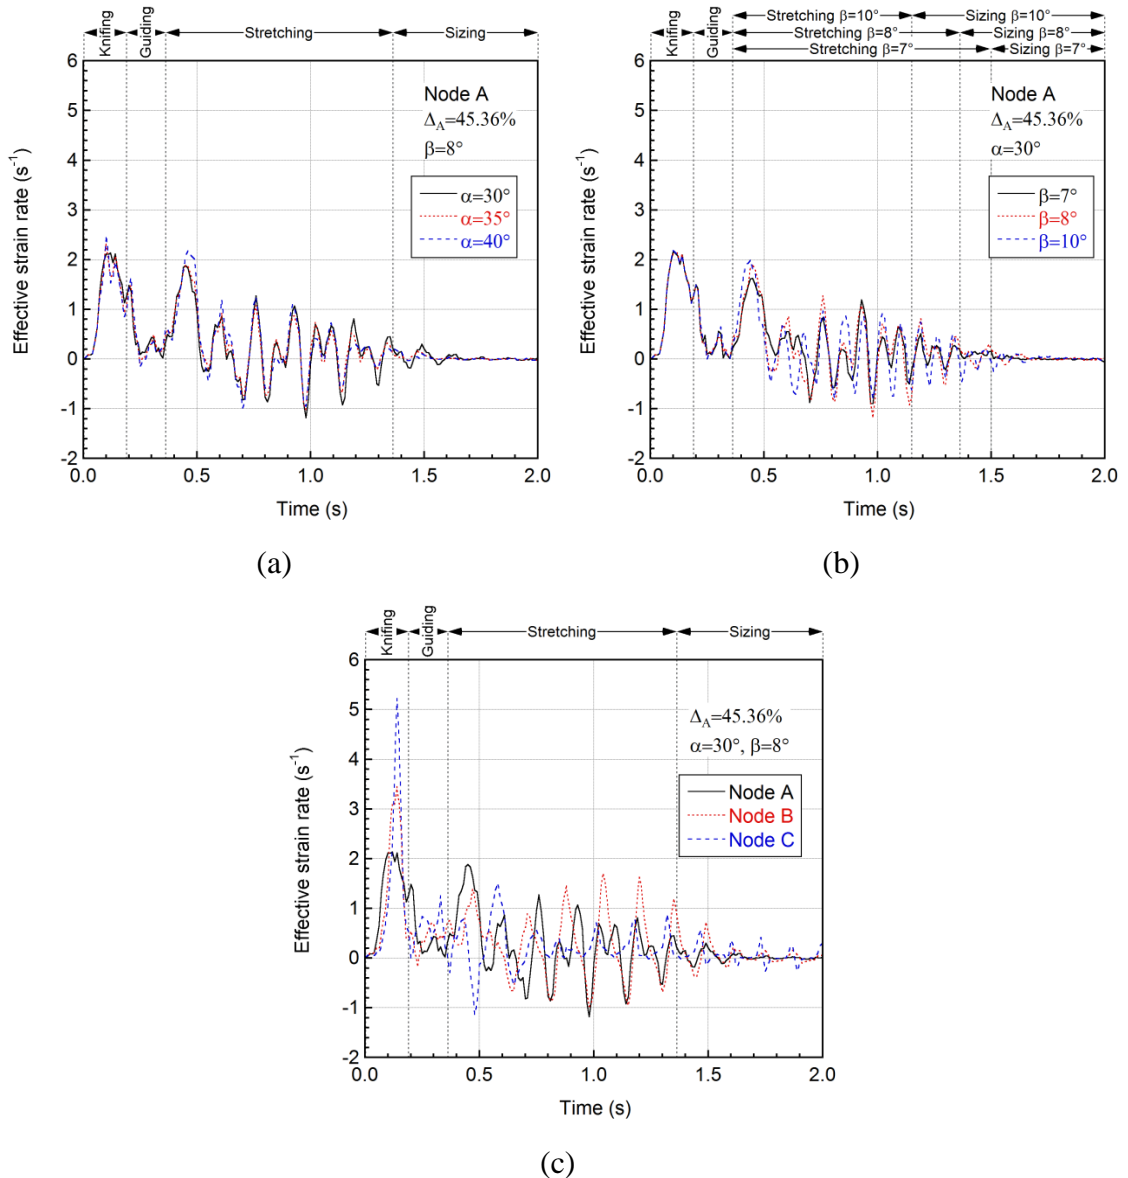 Knifing
Guiding
Stretching
Sizing
6
5
4
3
2
1
0
-1
-2
Effective strain rate (s⁻¹)
Node A
Δ_A=45.36%
β=8°
α=30°
α=35°
α=40°
0.0 0.5 1.0 1.5 2.0
Time (s)
(a)
Knifing
Guiding
Stretching β=10° Sizing β=10°
Stretching β=8° Sizing β=8°
Stretching β=7° Sizing β=7°
6
5
4
3
2
1
0
-1
-2
Effective strain rate (s⁻¹)
Node A
Δ_A=45.36%
α=30°
β=7°
β=8°
β=10°
0.0 0.5 1.0 1.5 2.0
Time (s)
(b)
Knifing
Guiding
Stretching
Sizing
6
5
4
3
2
1
0
-1
-2
Effective strain rate (s⁻¹)
Δ_A=45.36%
α=30°, β=8°
Node A
Node B
Node C
0.0 0.5 1.0 1.5 2.0
Time (s)
(c)